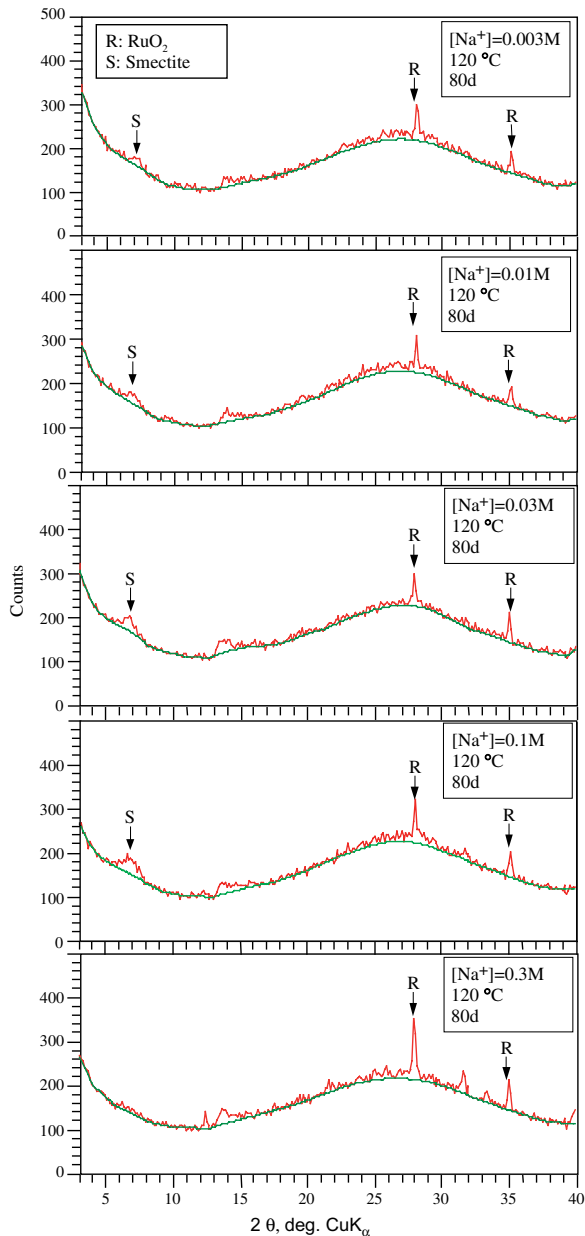 R: RuO₂
S: Smectite
[Na⁺]=0.003M
120 °C
80d
S
R
R
500
400
300
200
100
0
[Na⁺]=0.01M
120 °C
80d
S
R
R
400
300
200
100
0
[Na⁺]=0.03M
120 °C
80d
S
R
R
400
300
200
100
0
Counts
[Na⁺]=0.1M
120 °C
80d
S
R
R
400
300
200
100
0
[Na⁺]=0.3M
120 °C
80d
R
R
400
300
200
100
0
5 10 15 20 25 30 35 40
2 θ, deg. CuKα